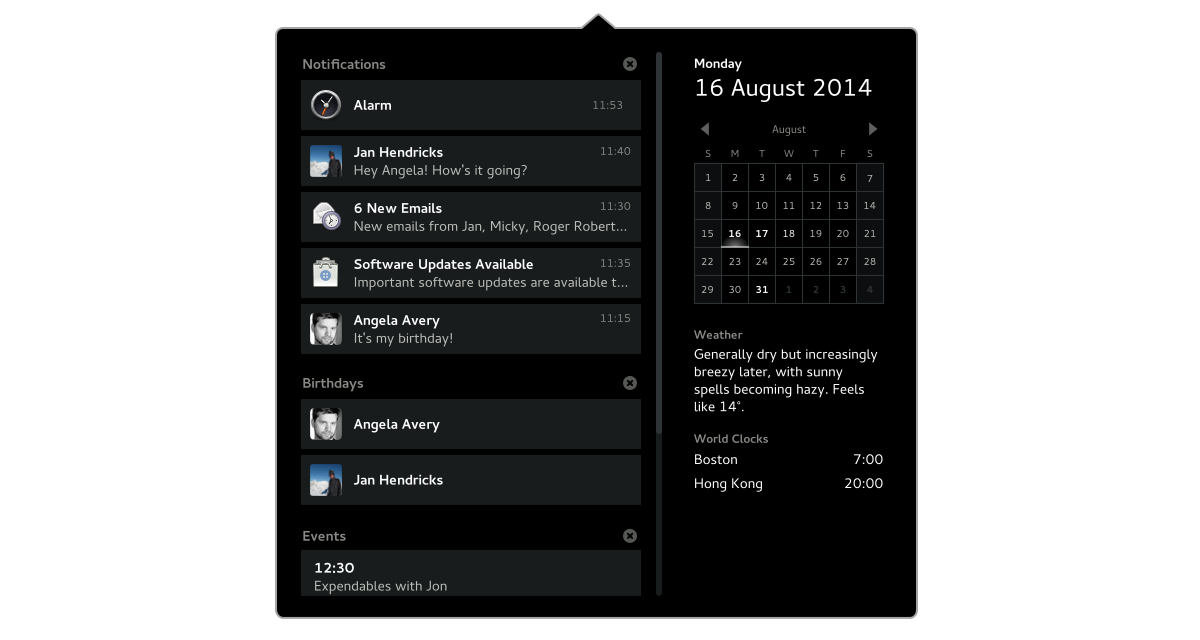 Notifications
Alarm 11:53
Jan Hendricks 11:40
Hey Angela! How's it going?
6 New Emails 11:30
New emails from Jan, Micky, Roger Robert...
Software Updates Available 11:35
Important software updates are available t...
Angela Avery 11:15
It's my birthday!
Birthdays
Angela Avery
Jan Hendricks
Events
12:30
Expendables with Jon
Monday
16 August 2014
August
S M T W T F S
1 2 3 4 5 6 7
8 9 10 11 12 13 14
15 16 17 18 19 20 21
22 23 24 25 26 27 28
29 30 31 1 2 3 4
Weather
Generally dry but increasingly
breezy later, with sunny
spells becoming hazy. Feels
like 14°.
World Clocks
Boston 7:00
Hong Kong 20:00